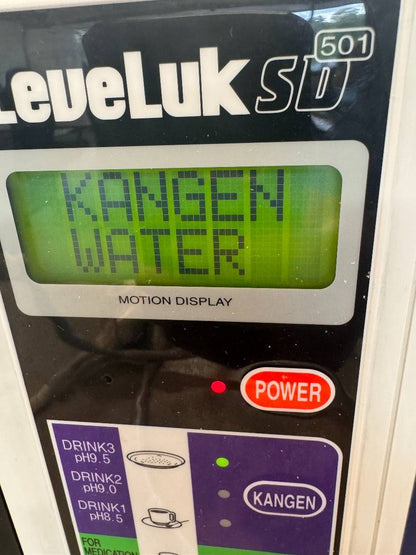 LeveLuk SD 501
KANGEN
WATER
MOTION DISPLAY
POWER
DRINK3
pH9.5
DRINK2
pH9.0
DRINK1
pH8.5
KANGEN
FOR
MEDICATION